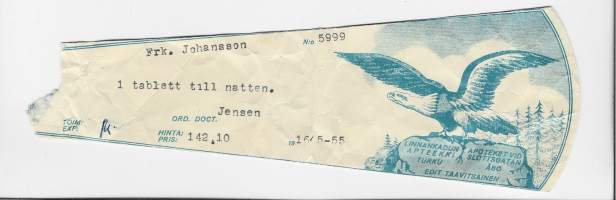 Frk. Johansson
N:o 5999
1 tablett till natten.
Jensen
ORD. DOCT.
TOIM:
EXP:
HINTA:
PRIS: 142,10
19 16/5-55
LINNANKADUN
APTEEKKI
TURKU
APOTEKET VID
SLOTTSGATAN
ÅBO
EDIT TAAVITSAINEN